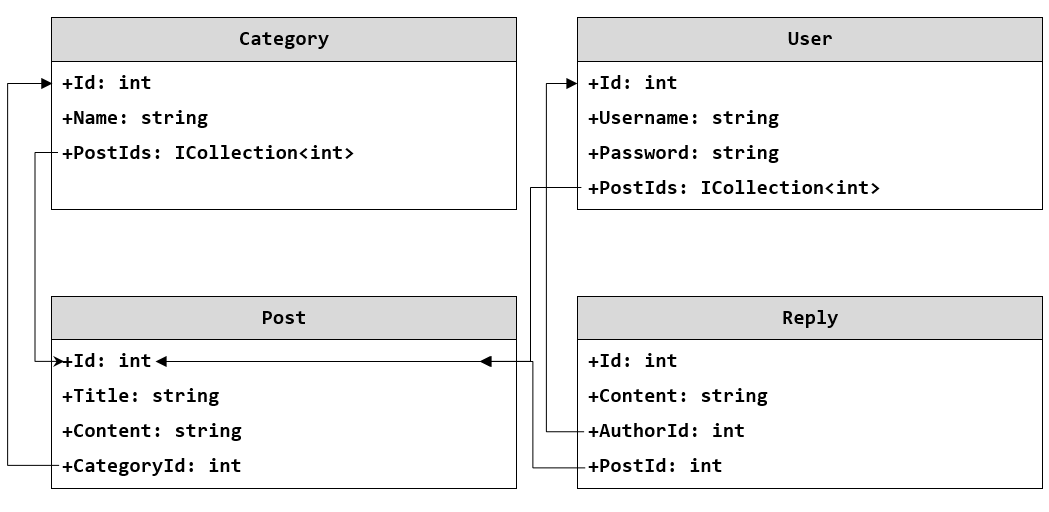 Category
+Id: int
+Name: string
+PostIds: ICollection<int>
User
+Id: int
+Username: string
+Password: string
+PostIds: ICollection<int>
Post
+Id: int
+Title: string
+Content: string
+CategoryId: int
Reply
+Id: int
+Content: string
+AuthorId: int
+PostId: int